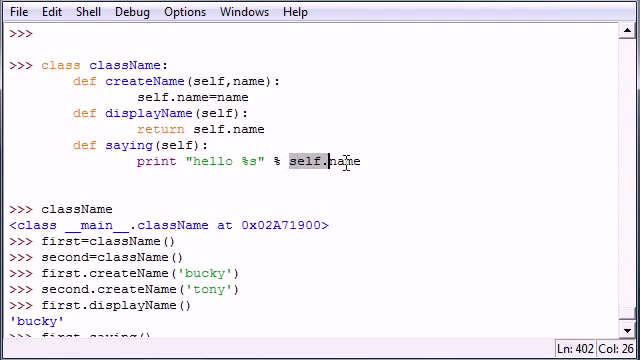 File Edit Shell Debug Options Windows Help
>>>
>>> class className:
def createName(self,name):
self.name=name
def displayName(self):
return self.name
def saying(self):
print "hello %s" % self.name
>>> className
<class __main__.className at 0x02A71900>
>>> first=className()
>>> second=className()
>>> first.createName('bucky')
>>> second.createName('tony')
>>> first.displayName()
'bucky'
>>> first.saying()
Ln: 402 Col: 26